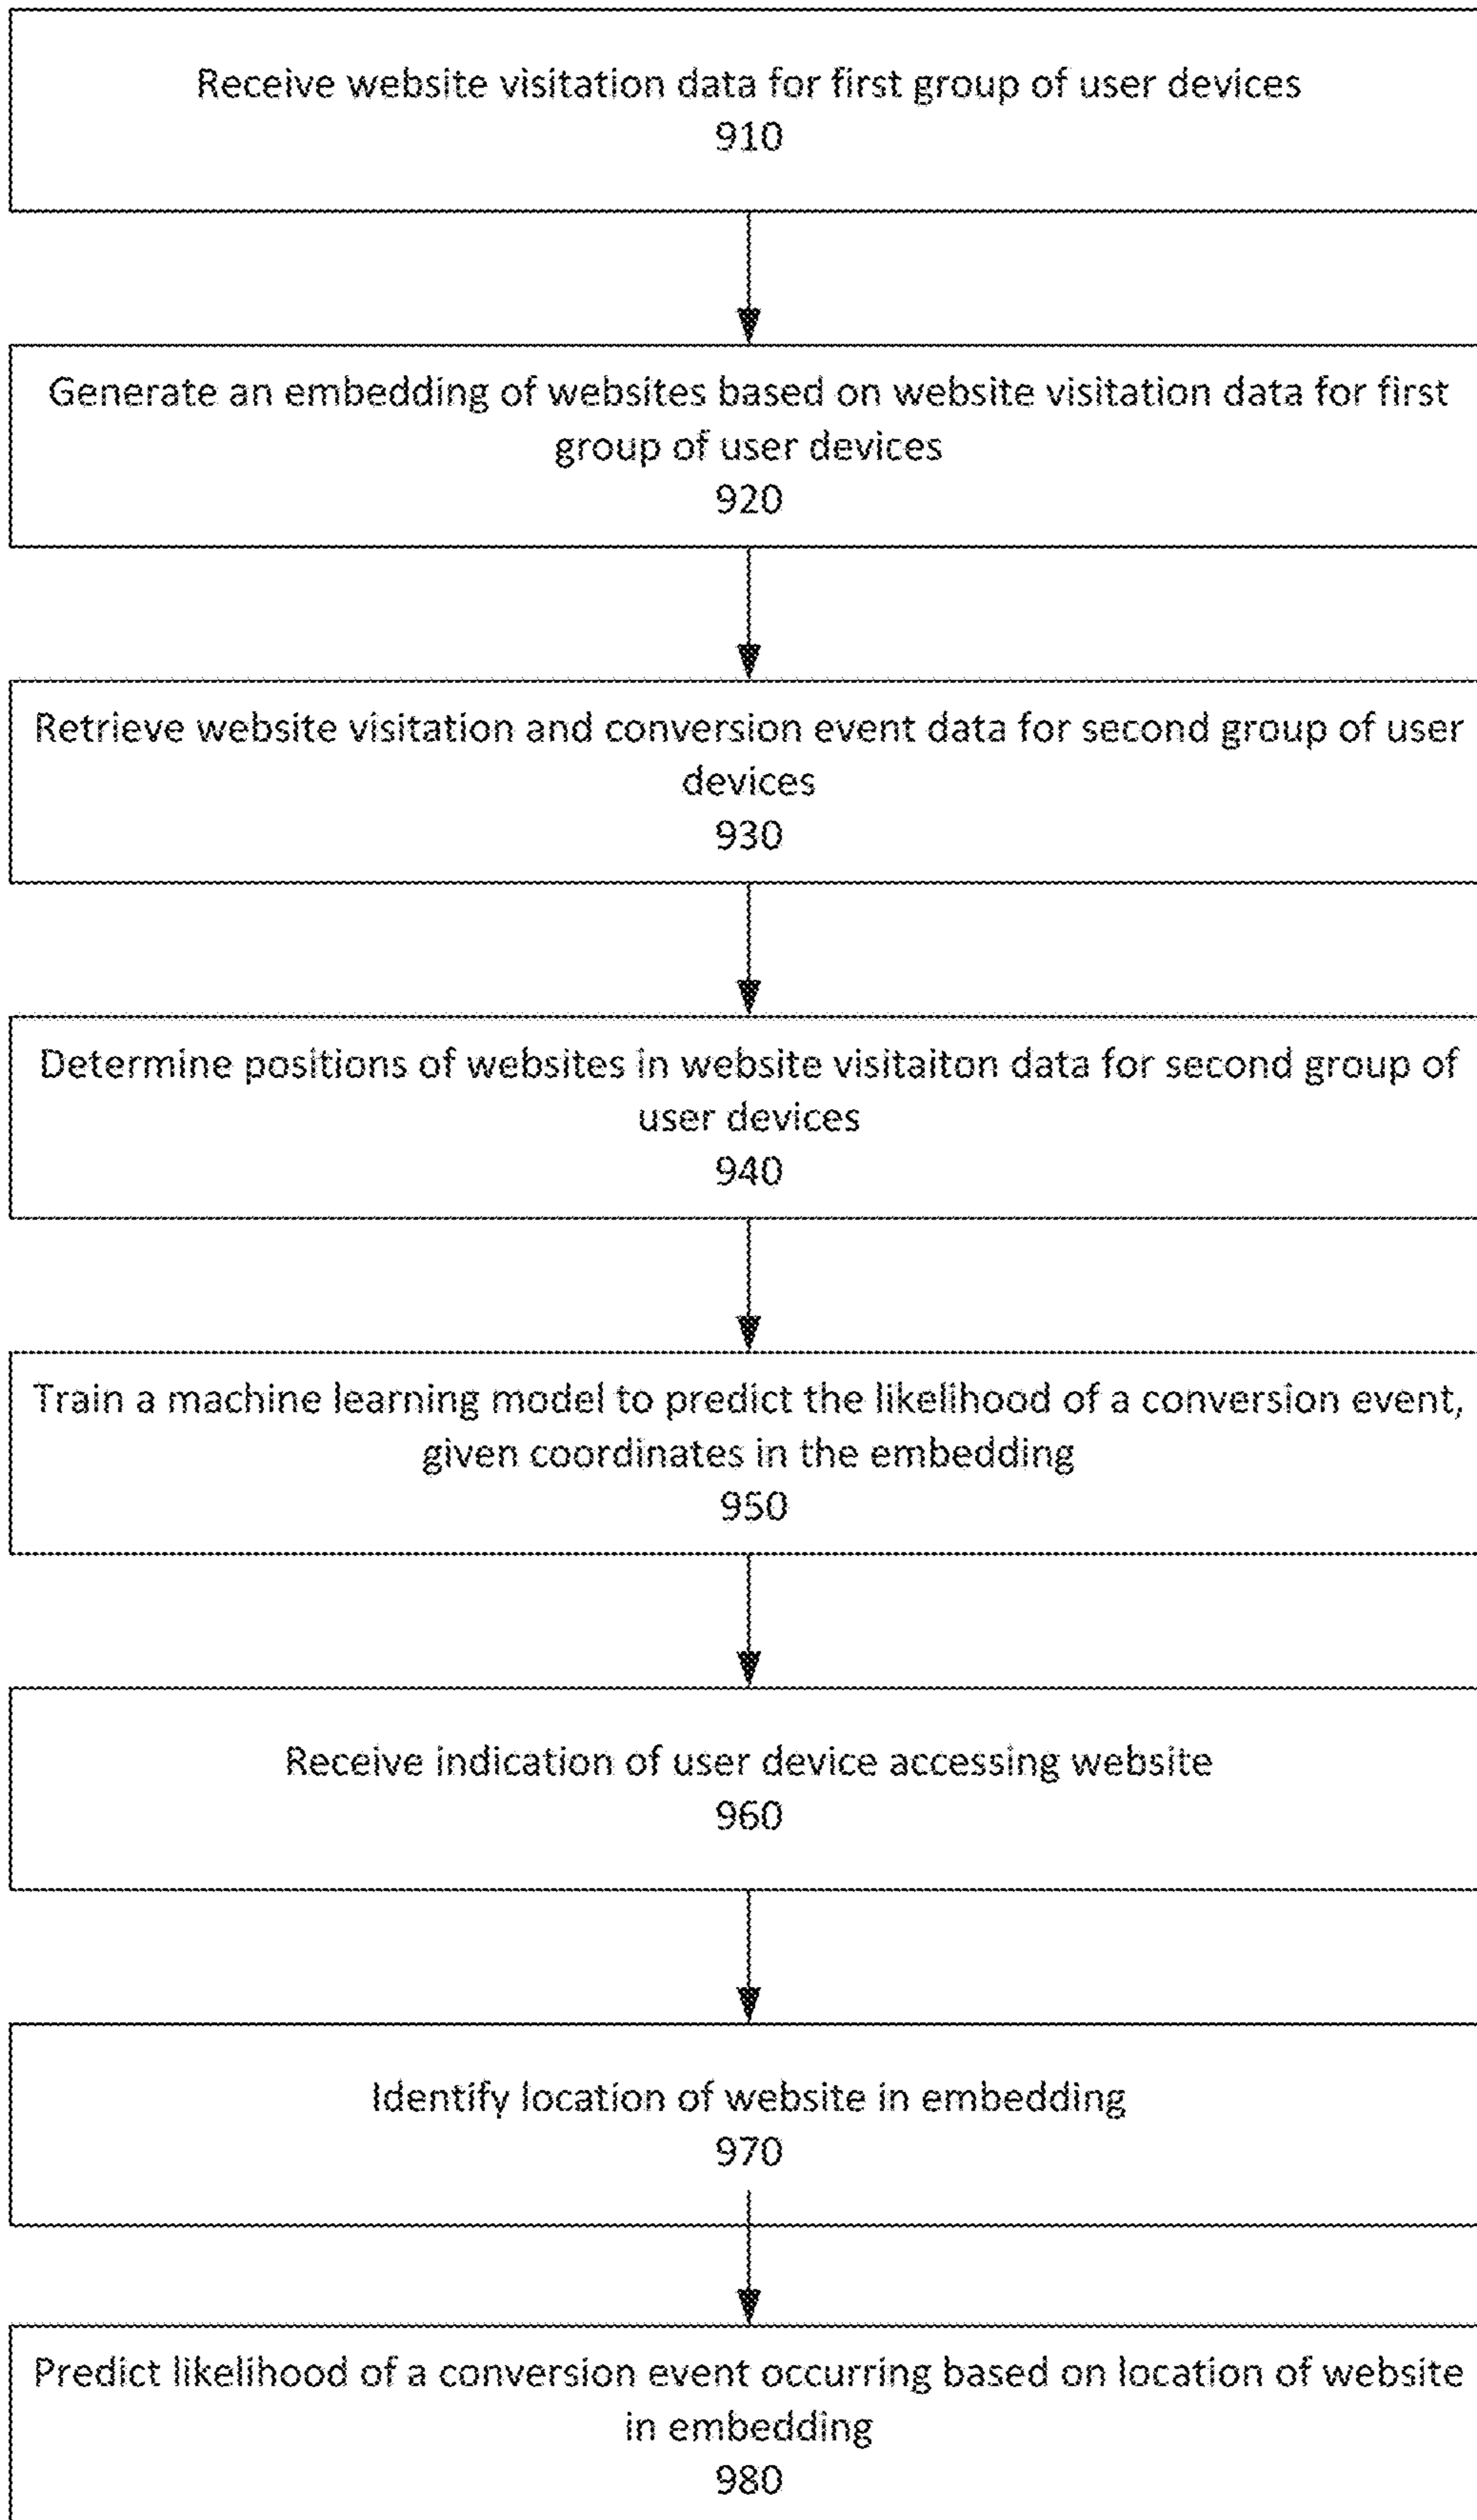 Receive website visitation data for first group of user devices
910
Generate an embedding of websites based on website visitation data for first
group of user devices
920
Retrieve website visitation and conversion event data for second group of user
devices
930
Determine positions of websites in website visitaiton data for second group of
user devices
940
Train a machine learning model to predict the likelihood of a conversion event,
given coordinates in the embedding
950
Receive indication of user device accessing website
960
Identify location of website in embedding
970
Predict likelihood of a conversion event occurring based on location of website
in embedding
980